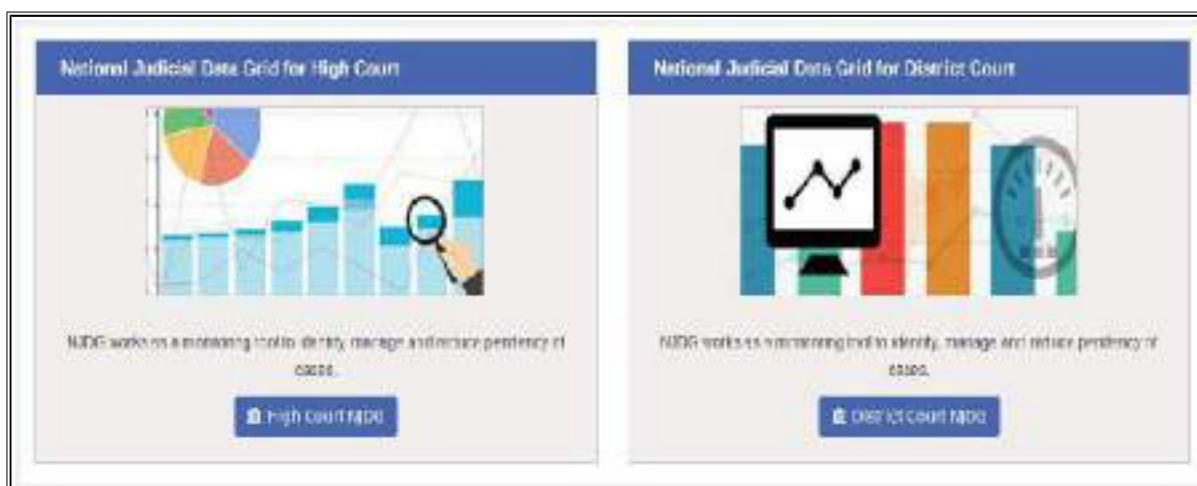 National Judicial Data Grid for High Court
NJDG works as a monitoring tool to identify, manage and reduce pendency of
cases.
High Court NJDG
National Judicial Data Grid for District Court
NJDG works as a monitoring tool to identify, manage and reduce pendency of
cases.
District Court NJDG